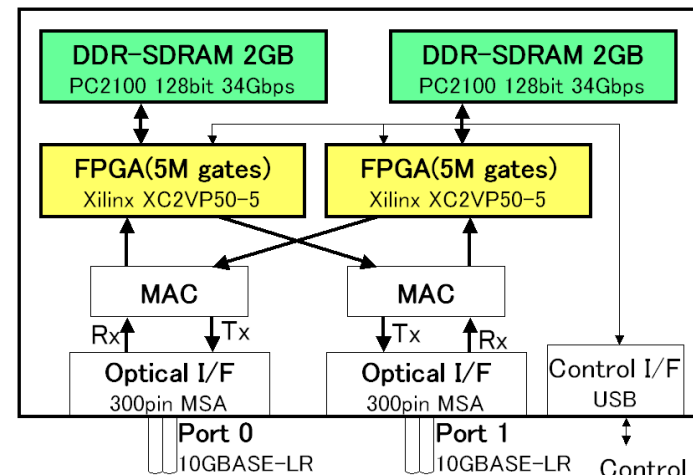 DDR-SDRAM 2GB
PC2100 128bit 34Gbps
DDR-SDRAM 2GB
PC2100 128bit 34Gbps
FPGA(5M gates)
Xilinx XC2VP50-5
FPGA(5M gates)
Xilinx XC2VP50-5
MAC
MAC
Rx
Tx
Tx
Rx
Optical I/F
300pin MSA
Optical I/F
300pin MSA
Control I/F
USB
Port 0
10GBASE-LR
Port 1
10GBASE-LR
Control